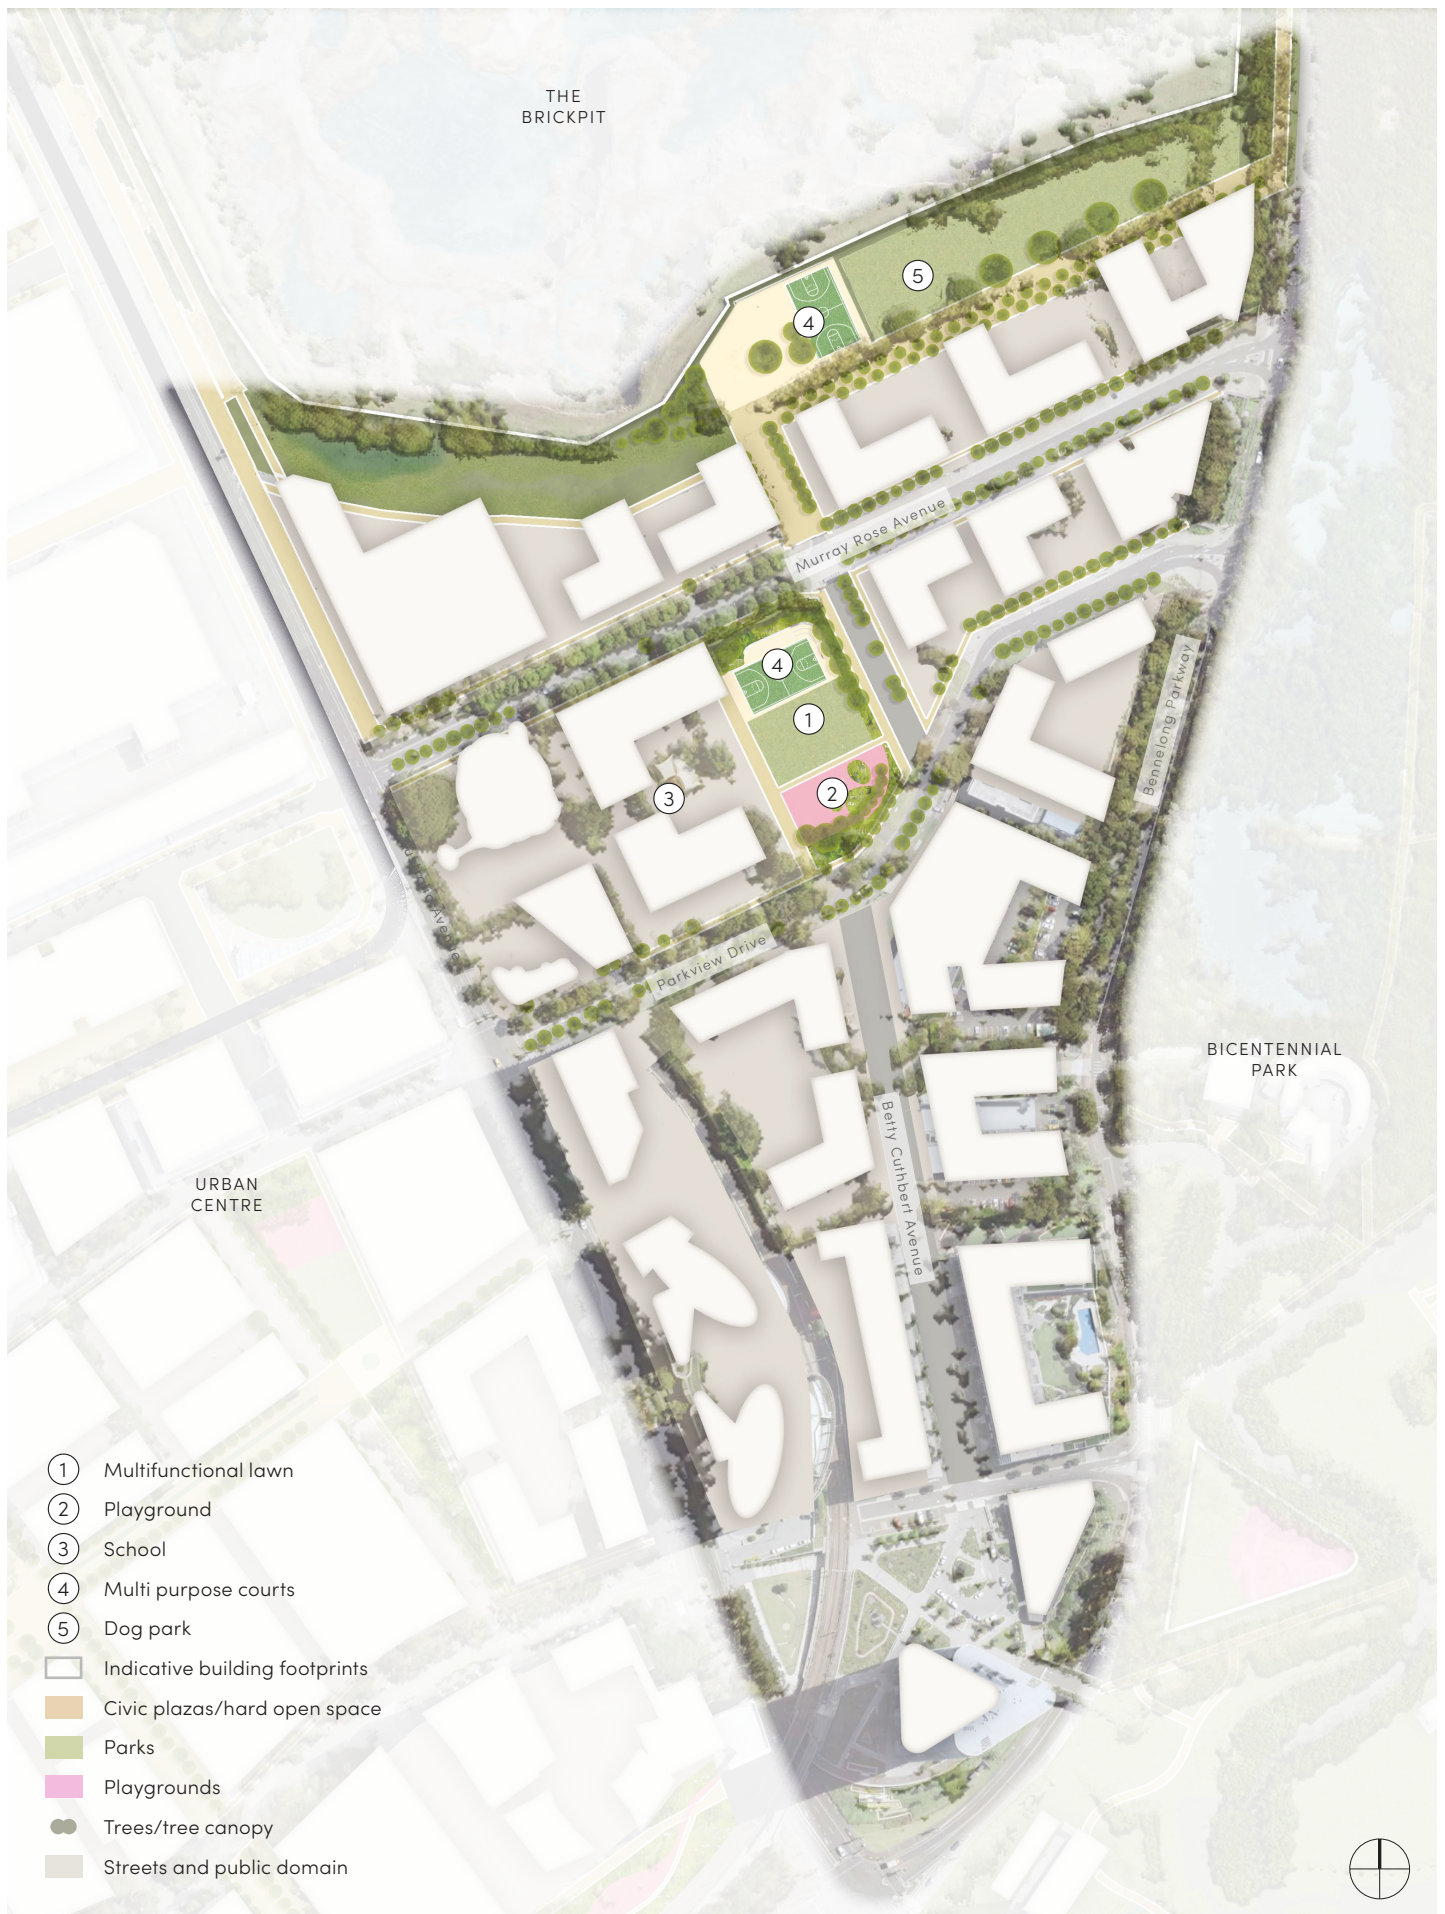 THE
BRICKPIT
5
4
Murray Rose Avenue
4
1
Bennelong Parkway
2
3
Parkview Drive
BICENTENNIAL
PARK
Betty Cuthbert Avenue
URBAN
CENTRE
1 Multifunctional lawn
2 Playground
3 School
4 Multi purpose courts
5 Dog park
Indicative building footprints
Civic plazas/hard open space
Parks
Playgrounds
Trees/tree canopy
Streets and public domain